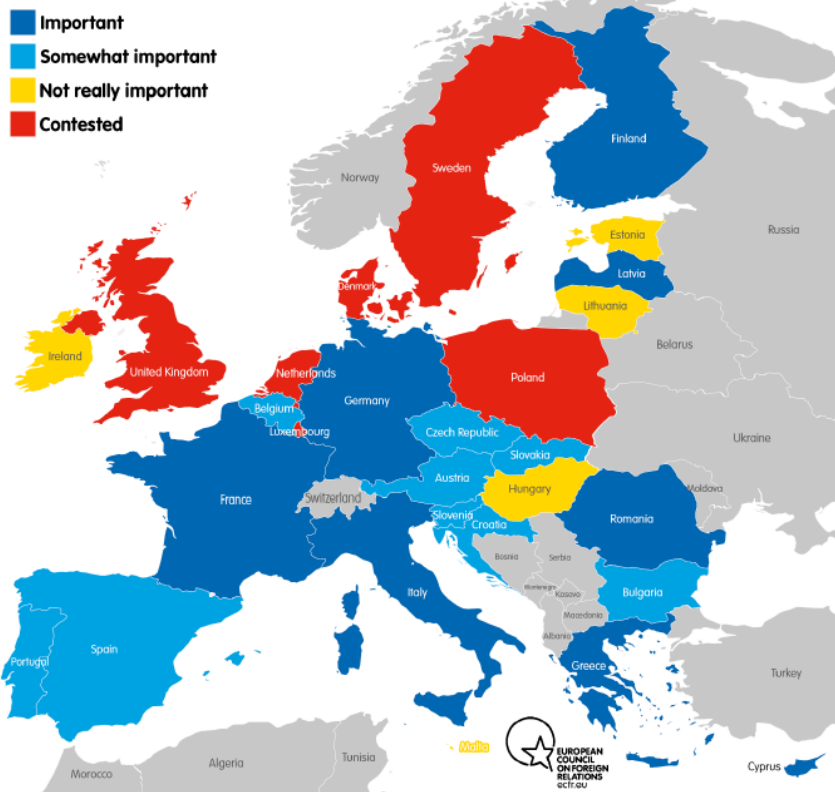 Important
Somewhat important
Not really important
Contested
Finland
Sweden
Norway
Russia
Estonia
Latvia
Denmark
Lithuania
Belarus
Ireland
United Kingdom
Netherlands
Poland
Germany
Belgium
Luxembourg
Czech Republic
Ukraine
Slovakia
Austria
Hungary
Moldova
France
Switzerland
Slovenia
Croatia
Romania
Bosnia
Serbia
Italy
Montenegro
Kosovo
Bulgaria
Macedonia
Albania
Spain
Portugal
Greece
Turkey
Malta
EUROPEAN
COUNCIL
ON FOREIGN
RELATIONS
ecfr.eu
Cyprus
Tunisia
Algeria
Morocco